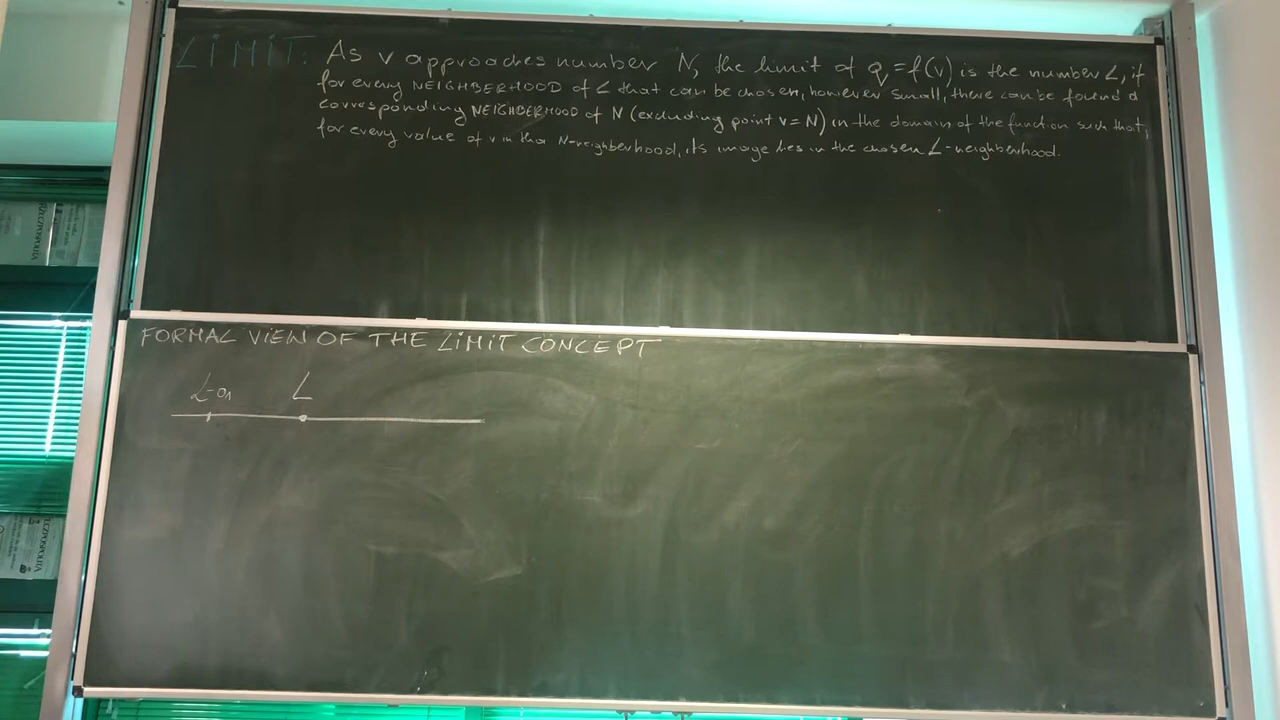 LIMIT: As v approaches number N, the limit of q = f(v) is the number L, if
for every NEIGHBERHOOD of L that can be chosen, however small, there can be found a
corresponding NEIGHBERHOOD of N (excluding point v = N) in the domain of the function such that,
for every value of v in that N-neighberhood, its image lies in the chosen L-neighberhood.
FORMAL VIEW OF THE LIMIT CONCEPT
L-a₁ L
RZECZPOSPOLITA
RZECZPOSPOLITA